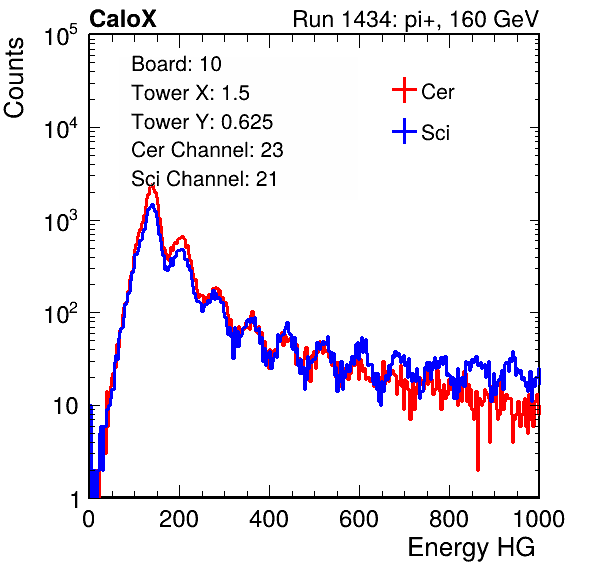 CaloX Run 1434: pi+, 160 GeV
Board: 10
Tower X: 1.5
Tower Y: 0.625
Cer Channel: 23
Sci Channel: 21
Cer
Sci
Counts
10^5
10^4
10^3
10^2
10
1
0 200 400 600 800 1000
Energy HG